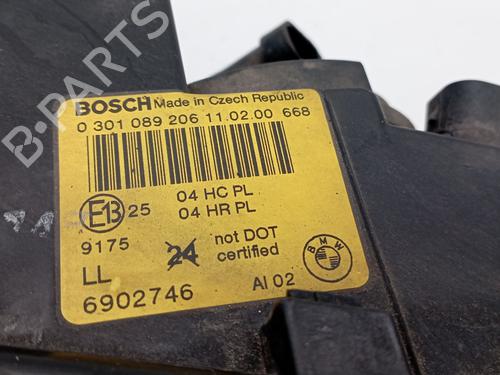 B-PARTS
BOSCH Made in Czech Republic
0 301 089 206 11.02.00 668
04 HC PL
E13 25 04 HR PL
9175 24 not DOT
certified
LL BMW
6902746 AI 02